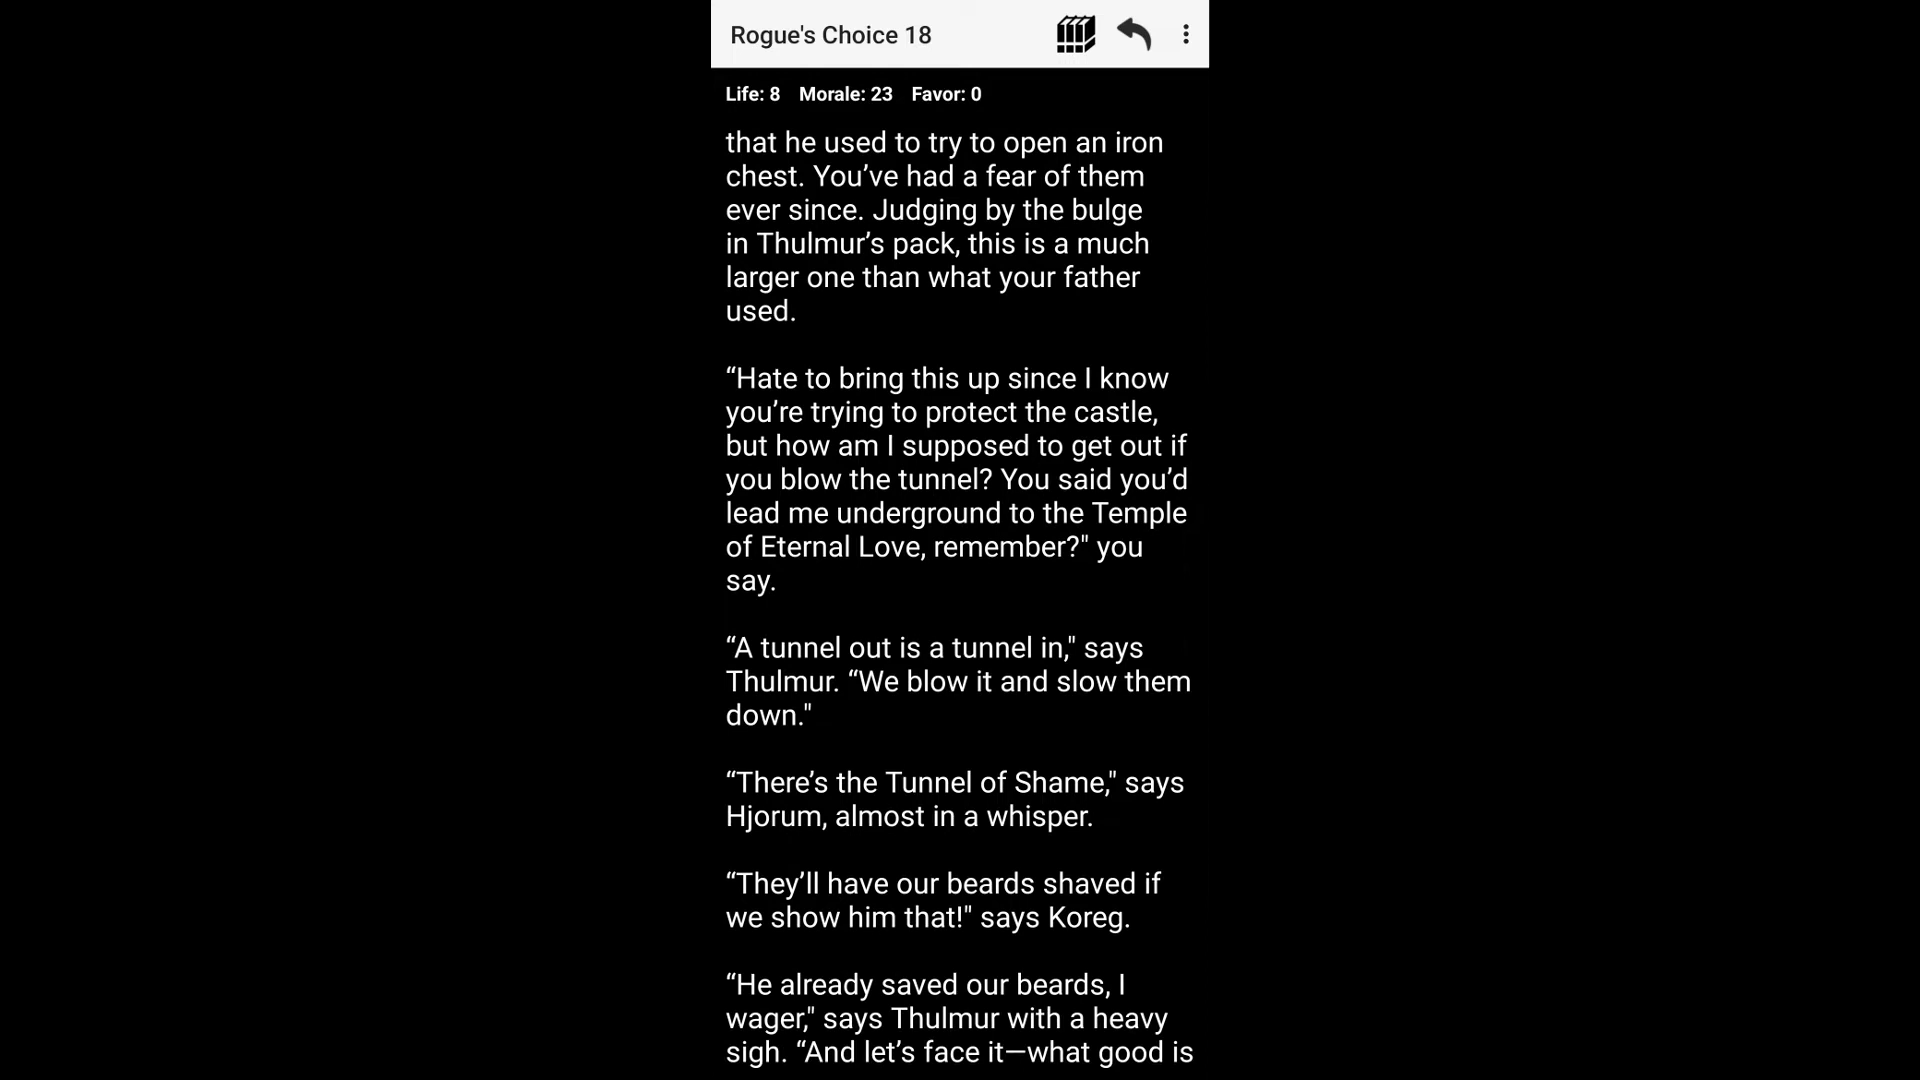 Rogue's Choice 18
Life: 8 Morale: 23 Favor: 0
that he used to try to open an iron
chest. You’ve had a fear of them
ever since. Judging by the bulge
in Thulmur’s pack, this is a much
larger one than what your father
used.
“Hate to bring this up since I know
you’re trying to protect the castle,
but how am I supposed to get out if
you blow the tunnel? You said you’d
lead me underground to the Temple
of Eternal Love, remember?" you
say.
“A tunnel out is a tunnel in," says
Thulmur. “We blow it and slow them
down."
“There’s the Tunnel of Shame," says
Hjorum, almost in a whisper.
“They’ll have our beards shaved if
we show him that!" says Koreg.
“He already saved our beards, I
wager," says Thulmur with a heavy
sigh. “And let’s face it—what good is